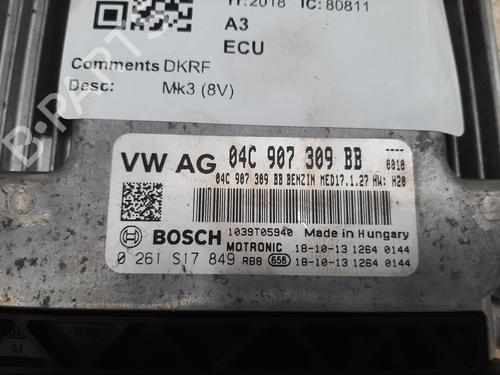 Yr:2018 IC: 80811
A3
ECU
Comments DKRF
Desc: Mk3 (8V)
B-PARTS
VW AG 04C 907 309 BB ----
0010
04C 907 309 BB BENZIN MED17.1.27 HW: H20
1039T05940 Made in Hungary
BOSCH MOTRONIC 18-10-13 1264 0144
0 261 S17 849 RBB GSB 18-10-13 1264 0144